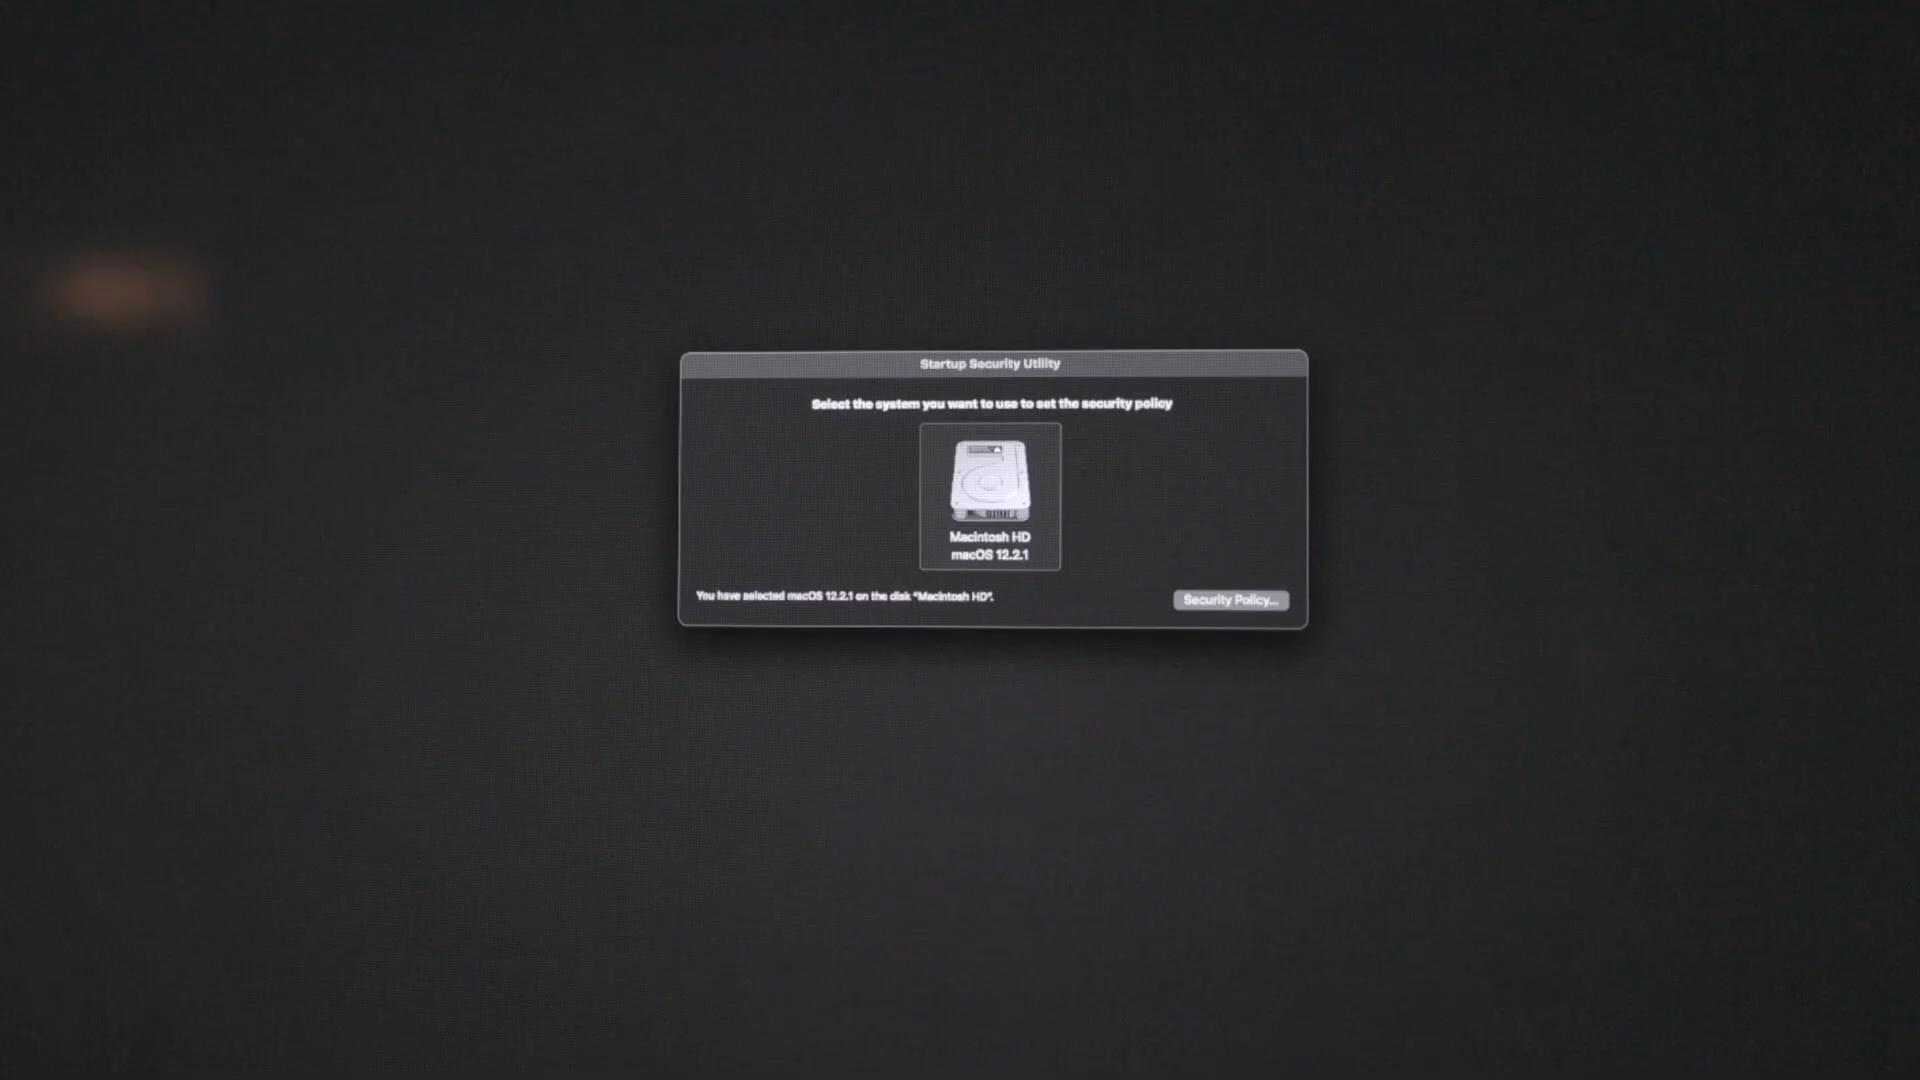 Startup Security Utility
Select the system you want to use to set the security policy
Macintosh HD
macOS 12.2.1
You have selected macOS 12.2.1 on the disk “Macintosh HD”.
Security Policy...